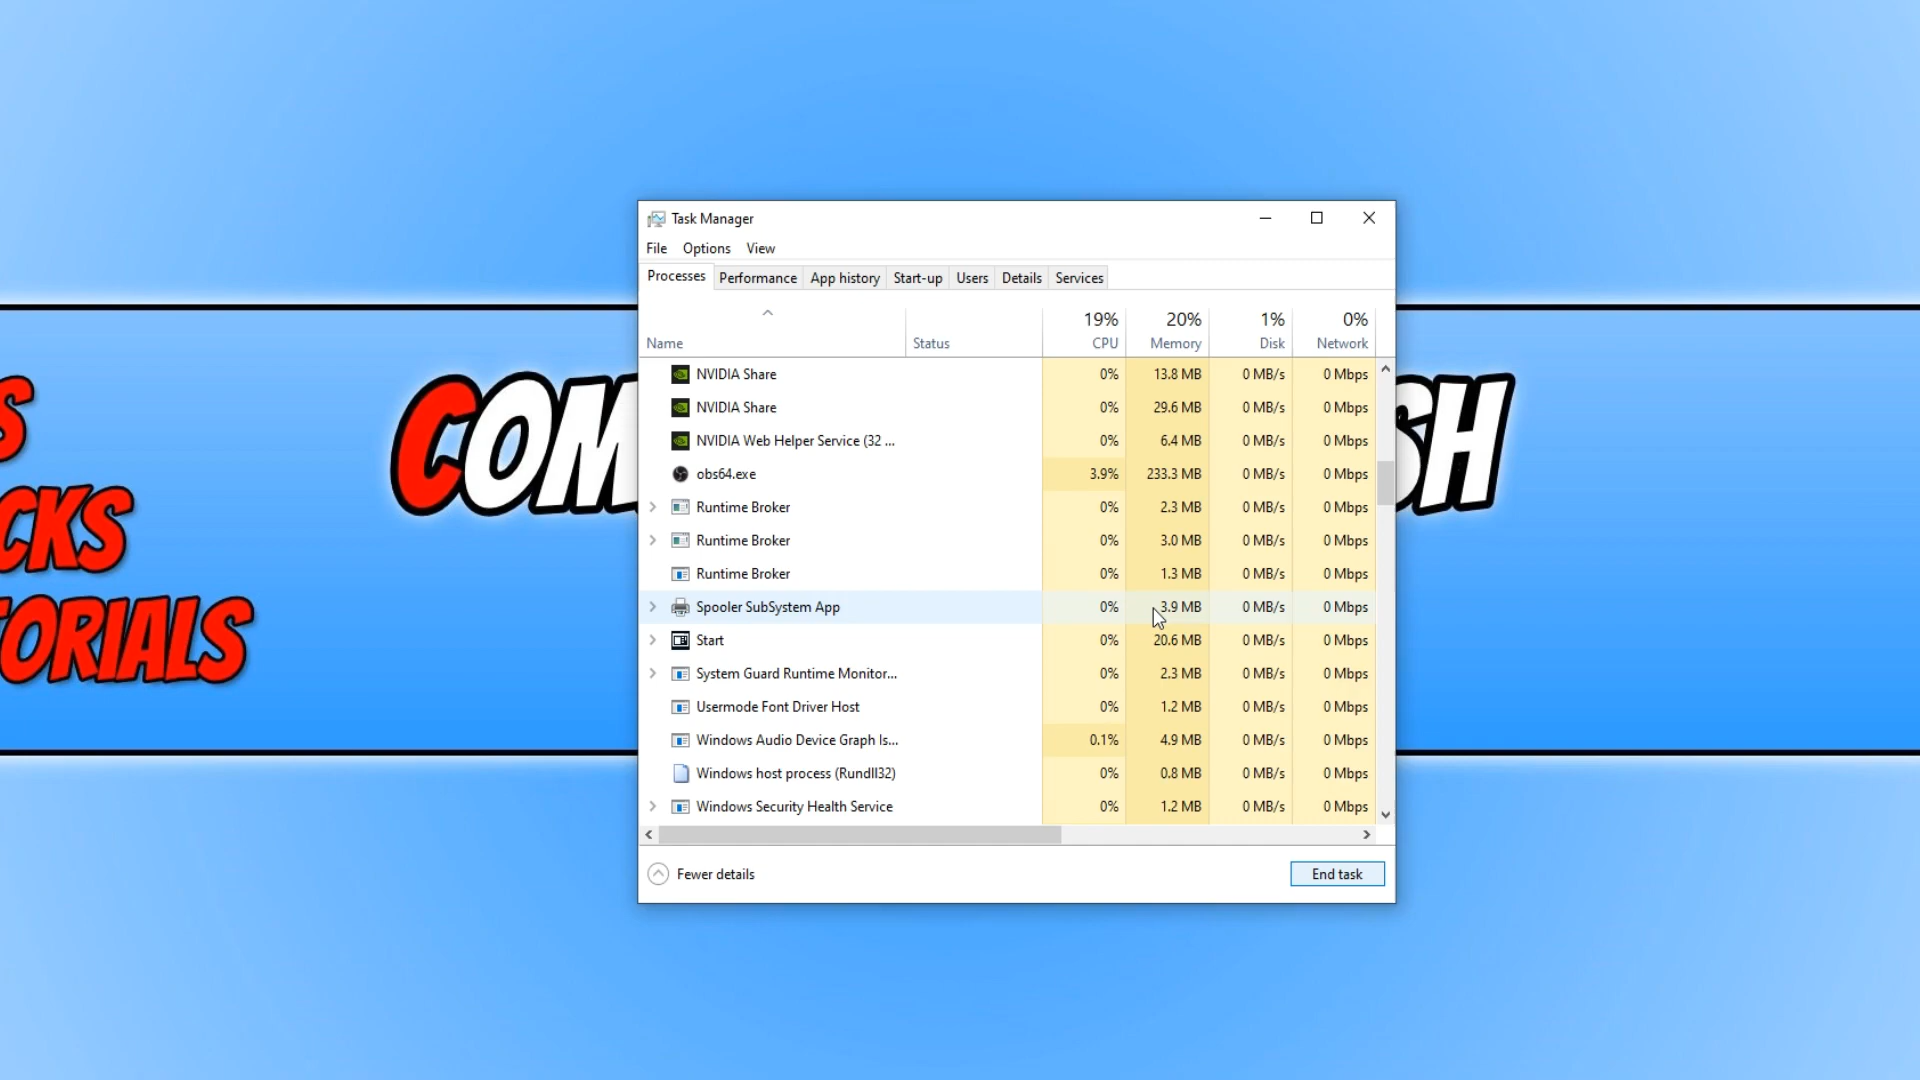 Task Manager
File Options View
Processes Performance App history Start-up Users Details Services
19% 20% 1% 0%
Name Status CPU Memory Disk Network
NVIDIA Share 0% 13.8 MB 0 MB/s 0 Mbps
NVIDIA Share 0% 29.6 MB 0 MB/s 0 Mbps
NVIDIA Web Helper Service (32 ... 0% 6.4 MB 0 MB/s 0 Mbps
obs64.exe 3.9% 233.3 MB 0 MB/s 0 Mbps
Runtime Broker 0% 2.3 MB 0 MB/s 0 Mbps
Runtime Broker 0% 3.0 MB 0 MB/s 0 Mbps
Runtime Broker 0% 1.3 MB 0 MB/s 0 Mbps
Spooler SubSystem App 0% 3.9 MB 0 MB/s 0 Mbps
Start 0% 20.6 MB 0 MB/s 0 Mbps
System Guard Runtime Monitor... 0% 2.3 MB 0 MB/s 0 Mbps
Usermode Font Driver Host 0% 1.2 MB 0 MB/s 0 Mbps
Windows Audio Device Graph Is... 0.1% 4.9 MB 0 MB/s 0 Mbps
Windows host process (Rundll32) 0% 0.8 MB 0 MB/s 0 Mbps
Windows Security Health Service 0% 1.2 MB 0 MB/s 0 Mbps
Fewer details End task
S
CKS
TORIALS
COM
SH